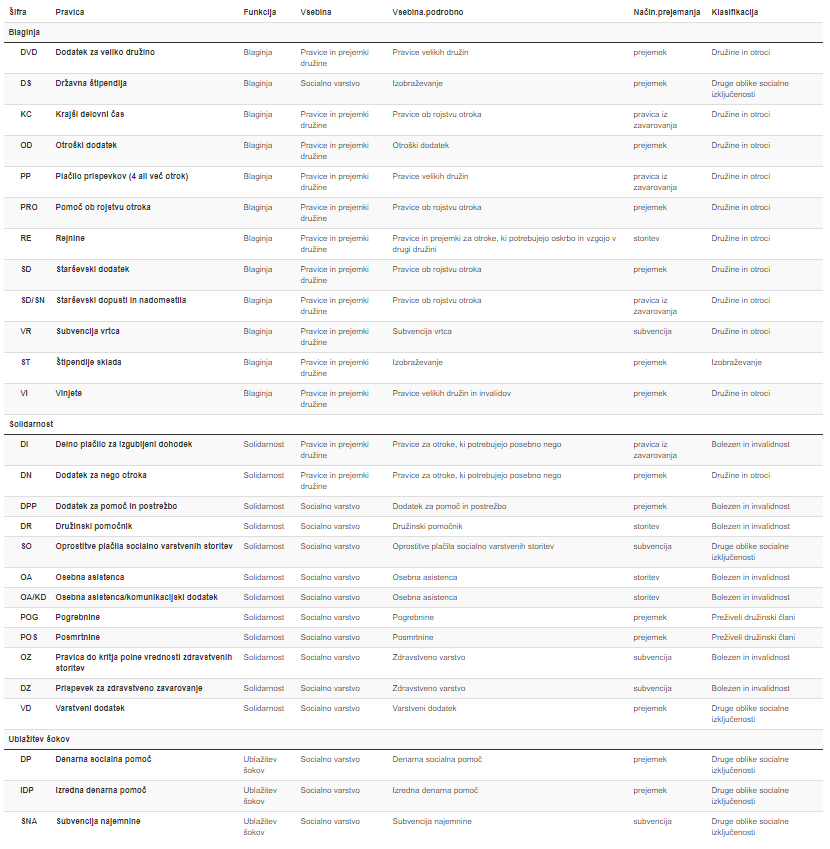 Šifra Pravica Funkcija Vsebina Vsebina.podrobno Način.prejemanja Klasifikacija
Blaginja
DVD Dodatek za veliko družino Blaginja Pravice in prejemki Pravice velikih družin prejemek Družine in otroci
družine
DS Državna štipendija Blaginja Socialno varstvo Izobraževanje prejemek Druge oblike socialne
izključenosti
KC Krajši delovni čas Blaginja Pravice in prejemki Pravice ob rojstvu otroka pravica iz Družine in otroci
družine zavarovanja
OD Otroški dodatek Blaginja Pravice in prejemki Otroški dodatek prejemek Družine in otroci
družine
PP Plačilo prispevkov (4 ali več otrok) Blaginja Pravice in prejemki Pravice velikih družin pravica iz Družine in otroci
družine zavarovanja
PRO Pomoč ob rojstvu otroka Blaginja Pravice in prejemki Pravice ob rojstvu otroka prejemek Družine in otroci
družine
RE Rejnine Blaginja Pravice in prejemki Pravice in prejemki za otroke, ki potrebujejo oskrbo in vzgojo v storitev Družine in otroci
družine drugi družini
SD Starševski dodatek Blaginja Pravice in prejemki Pravice ob rojstvu otroka prejemek Družine in otroci
družine
SD/SN Starševski dopusti in nadomestila Blaginja Pravice in prejemki Pravice ob rojstvu otroka pravica iz Družine in otroci
družine zavarovanja
VR Subvencija vrtca Blaginja Pravice in prejemki Subvencija vrtca subvencija Družine in otroci
družine
ŠT Štipendije sklada Blaginja Pravice in prejemki Izobraževanje prejemek Izobraževanje
družine
VI Vinjete Blaginja Pravice in prejemki Pravice velikih družin in invalidov prejemek Družine in otroci
družine
Solidarnost
DI Delno plačilo za izgubljeni dohodek Solidarnost Pravice in prejemki Pravice za otroke, ki potrebujejo posebno nego pravica iz Bolezen in invalidnost
družine zavarovanja
DN Dodatek za nego otroka Solidarnost Pravice in prejemki Pravice za otroke, ki potrebujejo posebno nego prejemek Družine in otroci
družine
DPP Dodatek za pomoč in postrežbo Solidarnost Socialno varstvo Dodatek za pomoč in postrežbo prejemek Bolezen in invalidnost
DR Družinski pomočnik Solidarnost Socialno varstvo Družinski pomočnik storitev Bolezen in invalidnost
SO Oprostitve plačila socialno varstvenih storitev Solidarnost Socialno varstvo Oprostitve plačila socialno varstvenih storitev subvencija Druge oblike socialne
izključenosti
OA Osebna asistenca Solidarnost Socialno varstvo Osebna asistenca storitev Bolezen in invalidnost
OA/KD Osebna asistenca/komunikacijski dodatek Solidarnost Socialno varstvo Osebna asistenca storitev Bolezen in invalidnost
POG Pogrebnine Solidarnost Socialno varstvo Pogrebnine prejemek Preživeli družinski člani
POS Posmrtnine Solidarnost Socialno varstvo Posmrtnine prejemek Preživeli družinski člani
OZ Pravica do kritja polne vrednosti zdravstvenih Solidarnost Socialno varstvo Zdravstveno varstvo subvencija Bolezen in invalidnost
storitev
DZ Prispevek za zdravstveno zavarovanje Solidarnost Socialno varstvo Zdravstveno varstvo subvencija Bolezen in invalidnost
VD Varstveni dodatek Solidarnost Socialno varstvo Varstveni dodatek prejemek Druge oblike socialne
izključenosti
Ublažitev šokov
DP Denarna socialna pomoč Ublažitev Socialno varstvo Denarna socialna pomoč prejemek Druge oblike socialne
šokov izključenosti
IDP Izredna denarna pomoč Ublažitev Socialno varstvo Izredna denarna pomoč prejemek Druge oblike socialne
šokov izključenosti
SNA Subvencija najemnine Ublažitev Socialno varstvo Subvencija najemnine subvencija Druge oblike socialne
šokov izključenosti